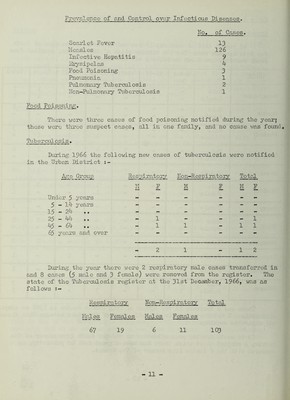 Prevalence of and Control over Infectious Diseases.
No. of Cases.
Scarlet Fever 13
Measles 126
Infective Hepatitis 9
Erysipelas 4
Food Poisoning 3
Pneumonia 1
Pulmonary Tuberculosis 2
Non-Pulmonary Tuberculosis 1
Food Poisoning.
There were three cases of food poisoning notified during the year;
these were three suspect cases, all in one family, and no cause was found.
Tuberculosis.
During 1966 the following new cases of tuberculosis were notified
in the Urban District :-
Age Group Respiratory Non-Respiratory Total
M F M F M F
Under 5 years - - - - - -
5 - 14 years - - - - - -
15 - 24 ,, - - - - - -
25 - 44 ,, - 1 - - - 1
45 - 64 ,, - 1 1 - 1 1
65 years and over - - - - - -
- 2 1 - 1 2
During the year there were 2 respiratory male cases transferred in
and 8 cases (5 male and 3 female) were removed from the register. The
state of the Tuberculosis register at the 31st December, 1966, was as
follows :-
Respiratory Non-Respiratory Total
Males Females Males Females
67 19 6 11 103
- 11 -